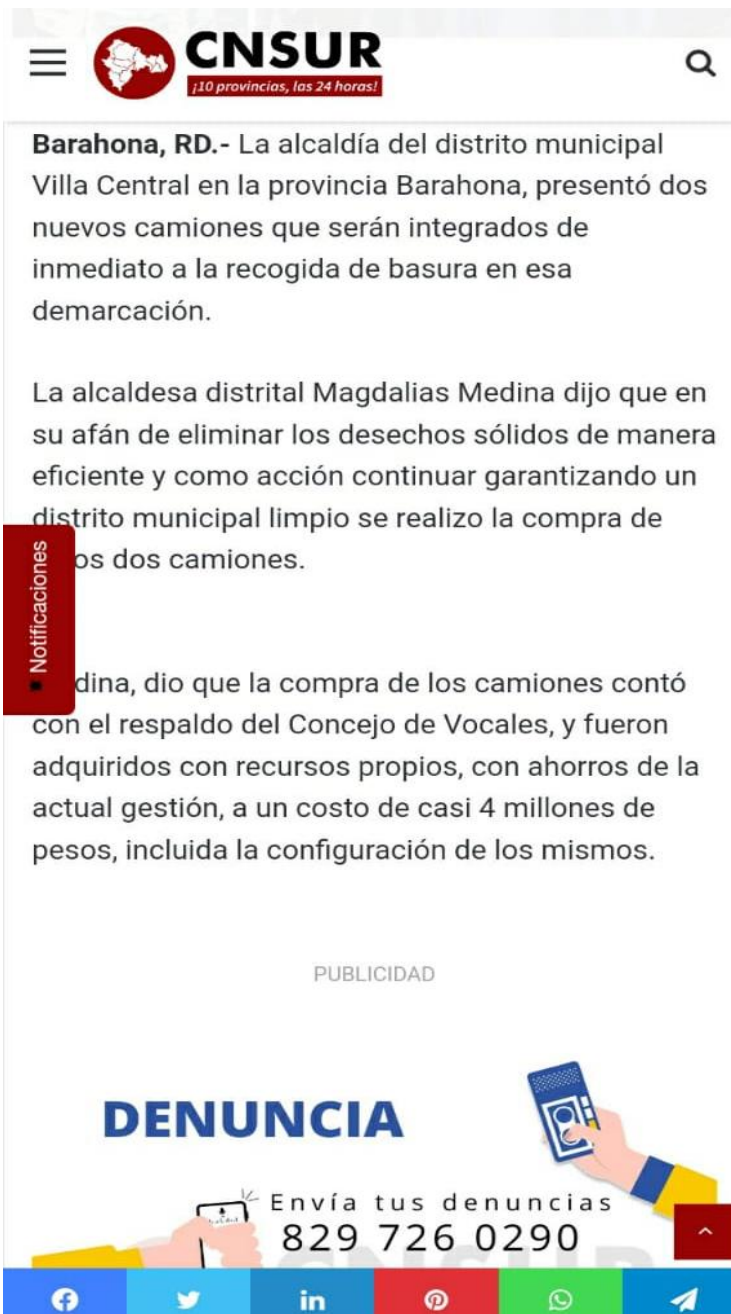 CNSUR
¡10 provincias, las 24 horas!
Barahona, RD.- La alcaldía del distrito municipal
Villa Central en la provincia Barahona, presentó dos
nuevos camiones que serán integrados de
inmediato a la recogida de basura en esa
demarcación.
La alcaldesa distrital Magdalias Medina dijo que en
su afán de eliminar los desechos sólidos de manera
eficiente y como acción continuar garantizando un
distrito municipal limpio se realizo la compra de
os dos camiones.
Notificaciones
dina, dio que la compra de los camiones contó
con el respaldo del Concejo de Vocales, y fueron
adquiridos con recursos propios, con ahorros de la
actual gestión, a un costo de casi 4 millones de
pesos, incluida la configuración de los mismos.
PUBLICIDAD
DENUNCIA
Envía tus denuncias
829 726 0290